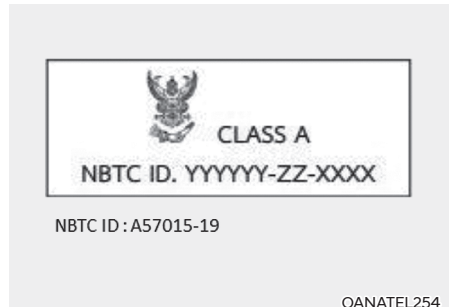 CLASS A
NBTC ID. YYYYYY-ZZ-XXXX
NBTC ID : A57015-19
OANATEL254